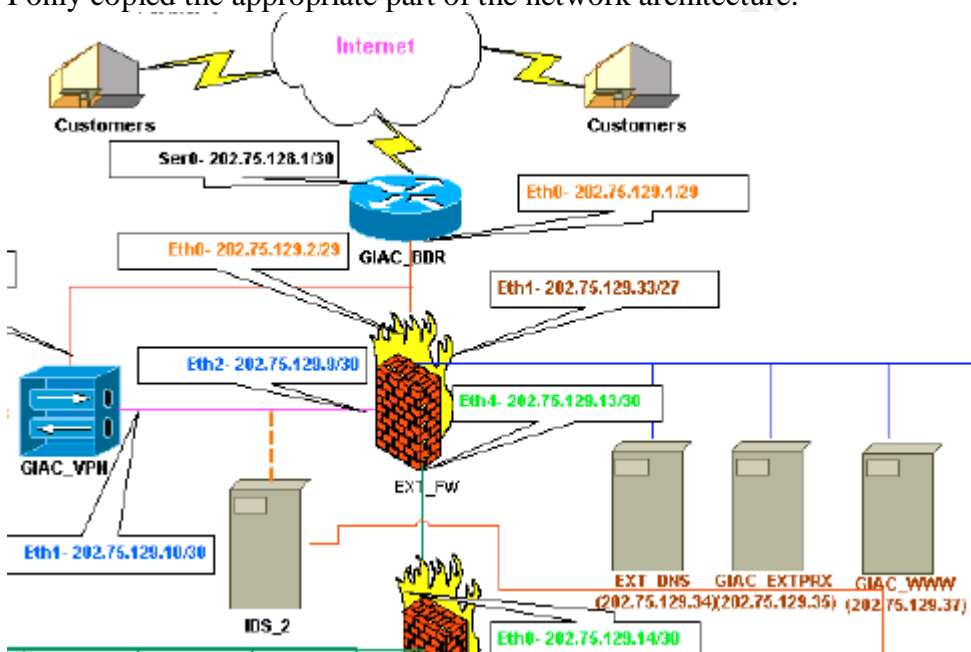 I only copied the appropriate part of the network architecture.
Internet
Customers
Customers
Ser0- 202.75.128.1/30
Eth0- 202.75.129.1/29
Eth0- 202.75.129.2/29
GIAC_BDR
Eth1- 202.75.129.33/27
Eth2- 202.75.129.9/30
Eth4- 202.75.129.13/30
GIAC_VPN
EXT_FW
Eth1- 202.75.129.10/30
EXT_DNS GIAC_EXTPRX GIAC_WWW
(202.75.129.34)(202.75.129.35) (202.75.129.37)
IDS_2
Eth0- 202.75.129.14/30